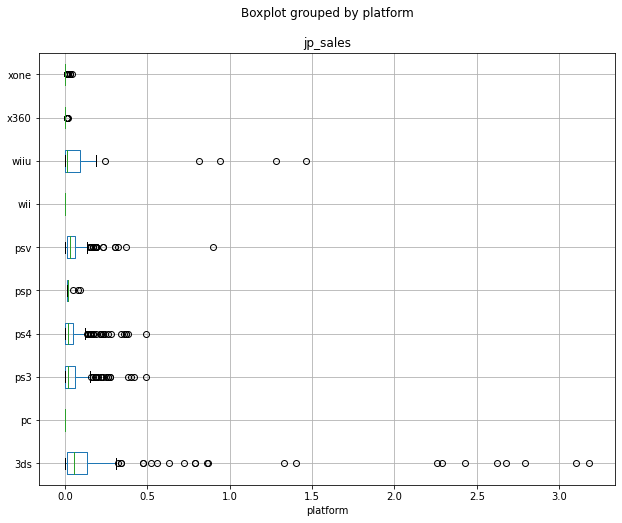 Boxplot grouped by platform
jp_sales
xone
x360
wiiu
wii
psv
psp
ps4
ps3
pc
3ds
0.0 0.5 1.0 1.5 2.0 2.5 3.0
platform